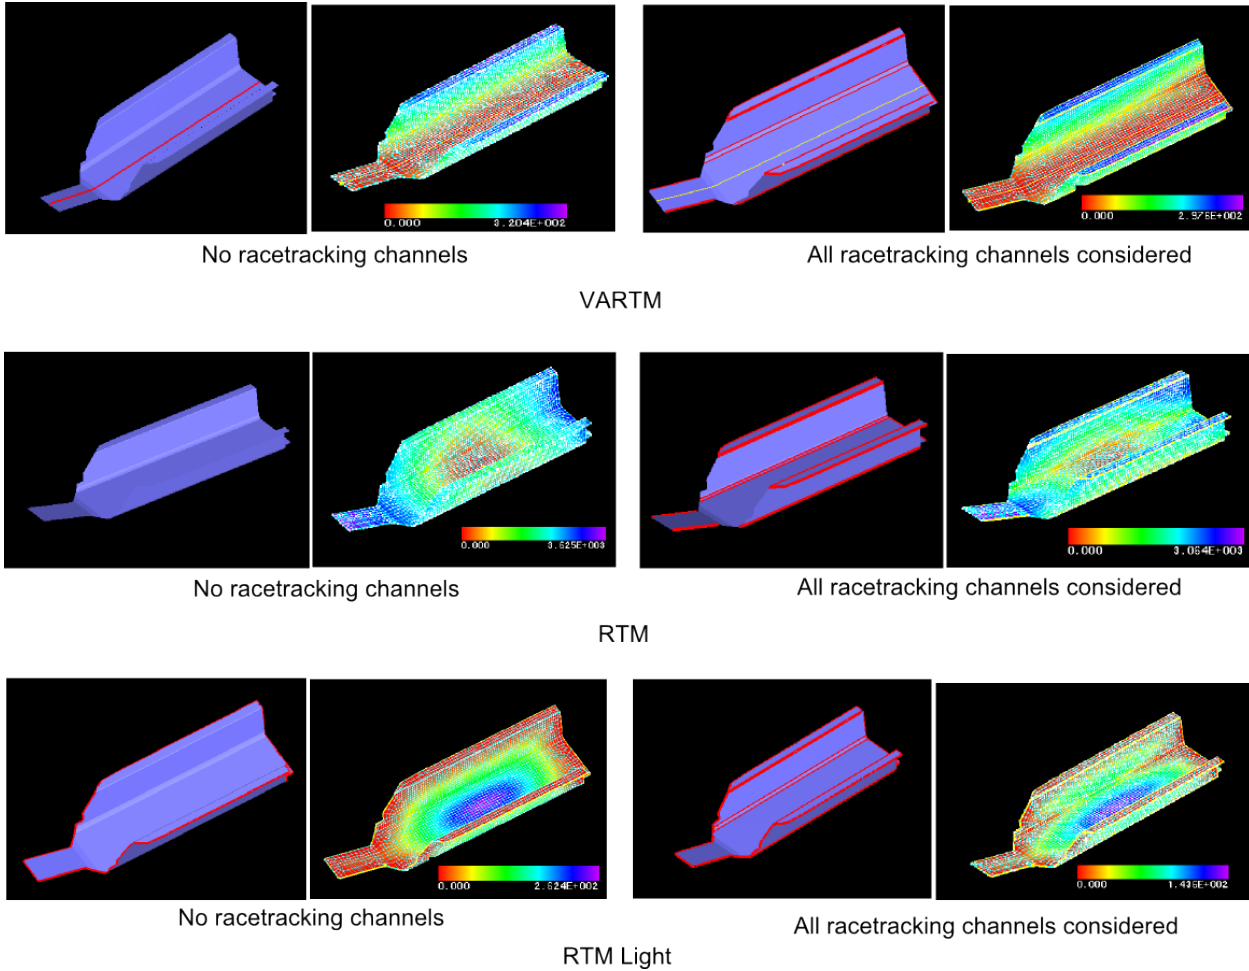 0.000 3.204E+002
0.000 2.976E+002
No racetracking channels
All racetracking channels considered
VARTM
0.000 3.625E+003
0.000 3.064E+003
No racetracking channels
All racetracking channels considered
RTM
0.000 2.624E+002
0.000 1.436E+002
No racetracking channels
All racetracking channels considered
RTM Light